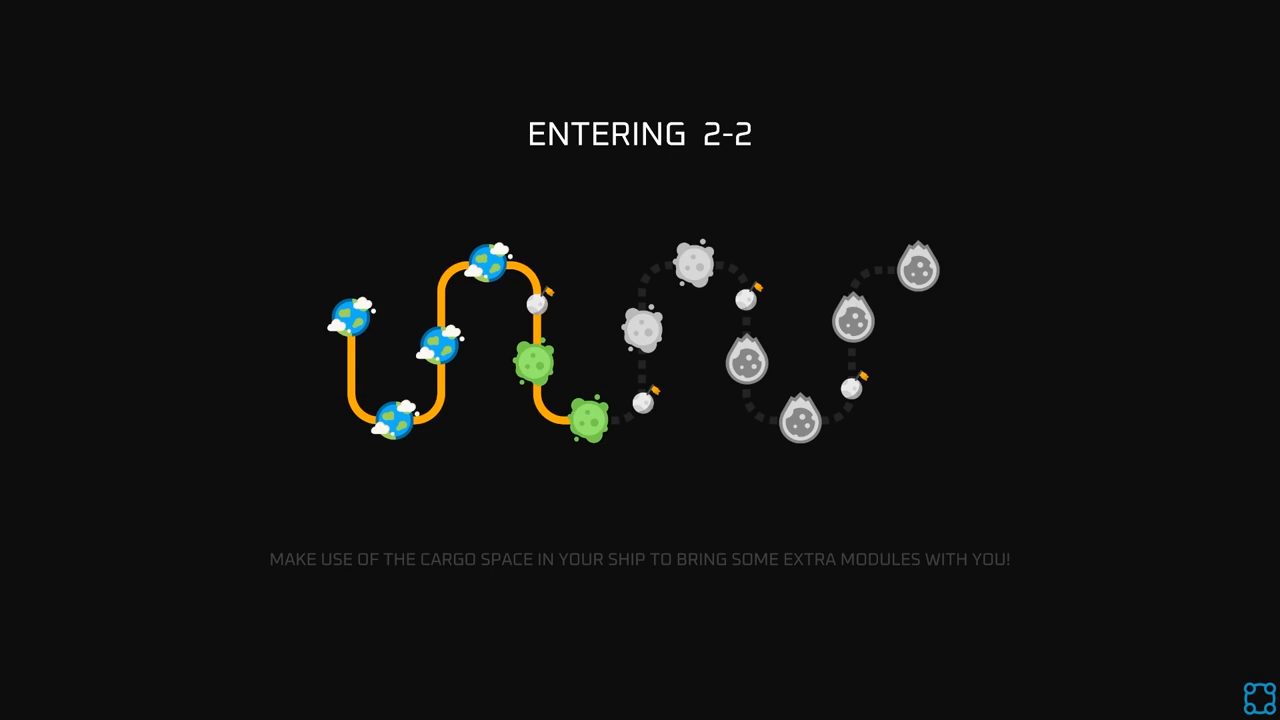 ENTERING 2-2
MAKE USE OF THE CARGO SPACE IN YOUR SHIP TO BRING SOME EXTRA MODULES WITH YOU!